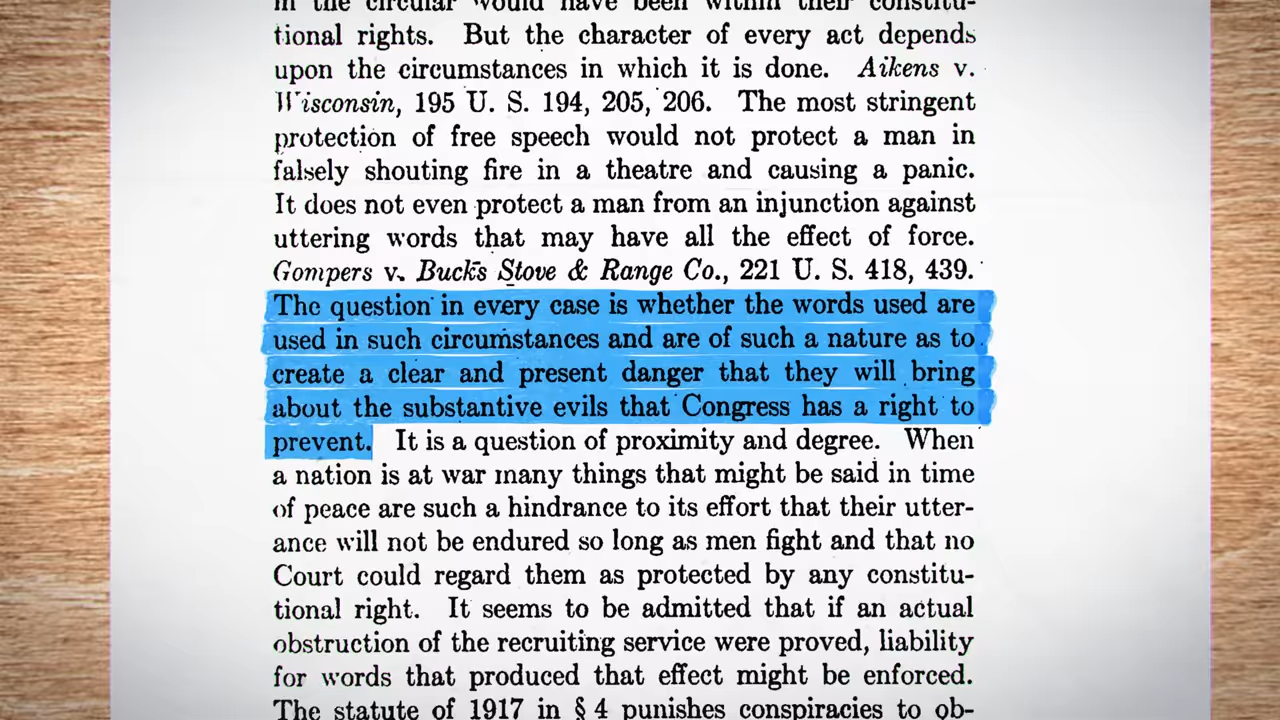 in the circular would have been within their constitu-
tional rights. But the character of every act depends
upon the circumstances in which it is done. Aikens v.
Wisconsin, 195 U. S. 194, 205, 206. The most stringent
protection of free speech would not protect a man in
falsely shouting fire in a theatre and causing a panic.
It does not even protect a man from an injunction against
uttering words that may have all the effect of force.
Gompers v. Buck's Stove & Range Co., 221 U. S. 418, 439.
The question in every case is whether the words used are
used in such circumstances and are of such a nature as to
create a clear and present danger that they will bring
about the substantive evils that Congress has a right to
prevent. It is a question of proximity and degree. When
a nation is at war many things that might be said in time
of peace are such a hindrance to its effort that their utter-
ance will not be endured so long as men fight and that no
Court could regard them as protected by any constitu-
tional right. It seems to be admitted that if an actual
obstruction of the recruiting service were proved, liability
for words that produced that effect might be enforced.
The statute of 1917 in § 4 punishes conspiracies to ob-